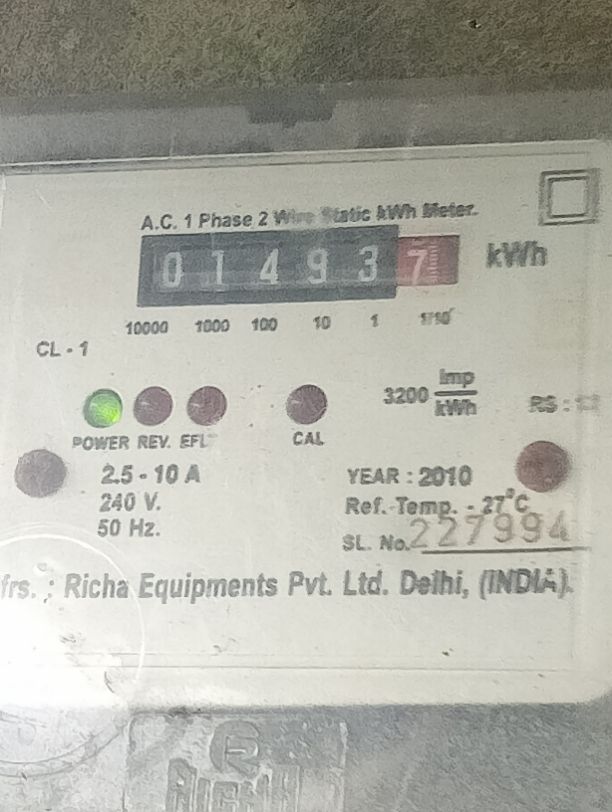 A.C. 1 Phase 2 Wire Static kWh Meter.
0 1 4 9 3 7 kWh
10000 1000 100 10 1 1/10
CL - 1
3200 Imp/kWh
POWER REV. EFL CAL
2.5 - 10 A
240 V.
50 Hz.
YEAR : 2010
Ref. Temp. - 27°C
SL. No. 227994
frs. : Richa Equipments Pvt. Ltd. Delhi, (INDIA).
RICHA